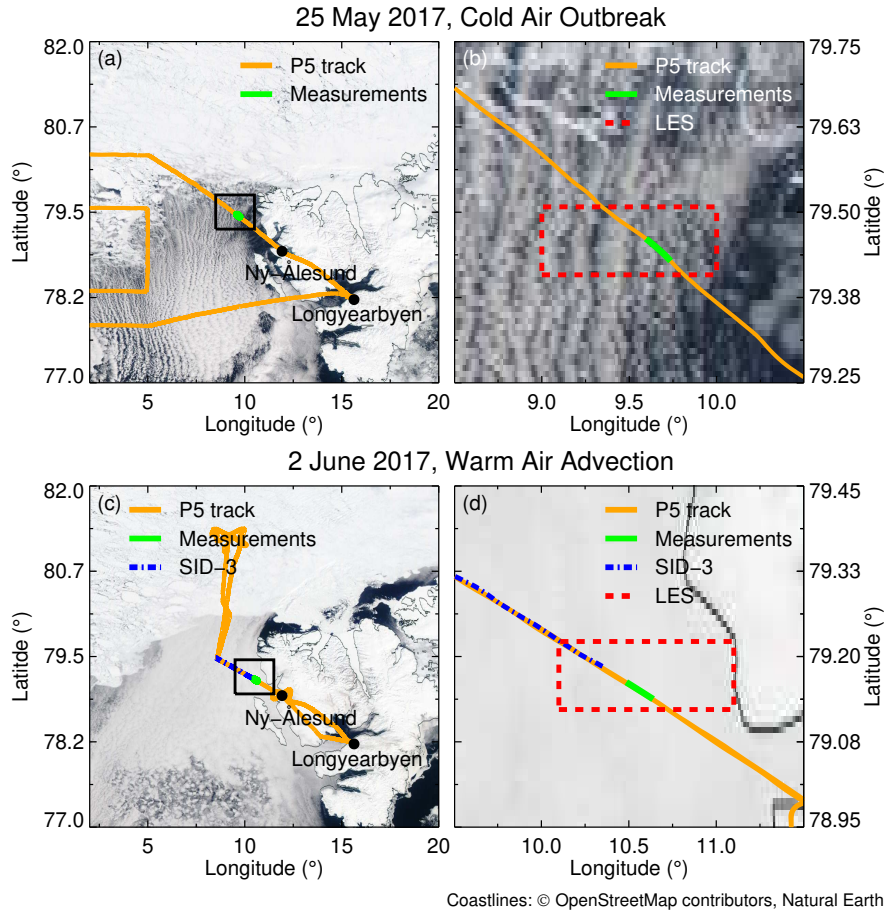 25 May 2017, Cold Air Outbreak
(a)
P5 track
Measurements
82.0
80.7
79.5
78.2
77.0
Latitude (°)
Ny−Ålesund
Longyearbyen
5
10
15
20
Longitude (°)
(b)
P5 track
Measurements
LES
79.75
79.63
79.50
79.38
79.25
Latitude (°)
9.0
9.5
10.0
Longitude (°)
2 June 2017, Warm Air Advection
(c)
P5 track
Measurements
SID−3
82.0
80.7
79.5
78.2
77.0
Latitde (°)
Ny−Ålesund
Longyearbyen
5
10
15
20
Longitude (°)
(d)
P5 track
Measurements
SID−3
LES
79.45
79.33
79.20
79.08
78.95
Latitude (°)
10.0
10.5
11.0
Longitude (°)
Coastlines: © OpenStreetMap contributors, Natural Earth